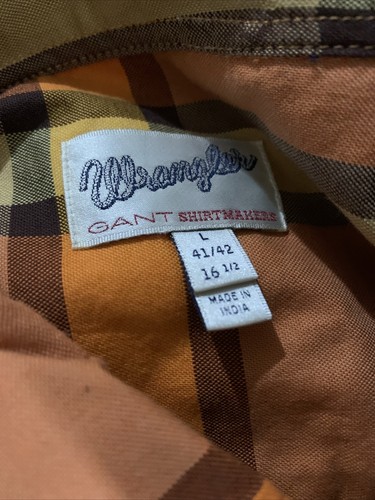 Wrangler
GANT SHIRTMAKERS
L
41/42
16 1/2
MADE IN
INDIA